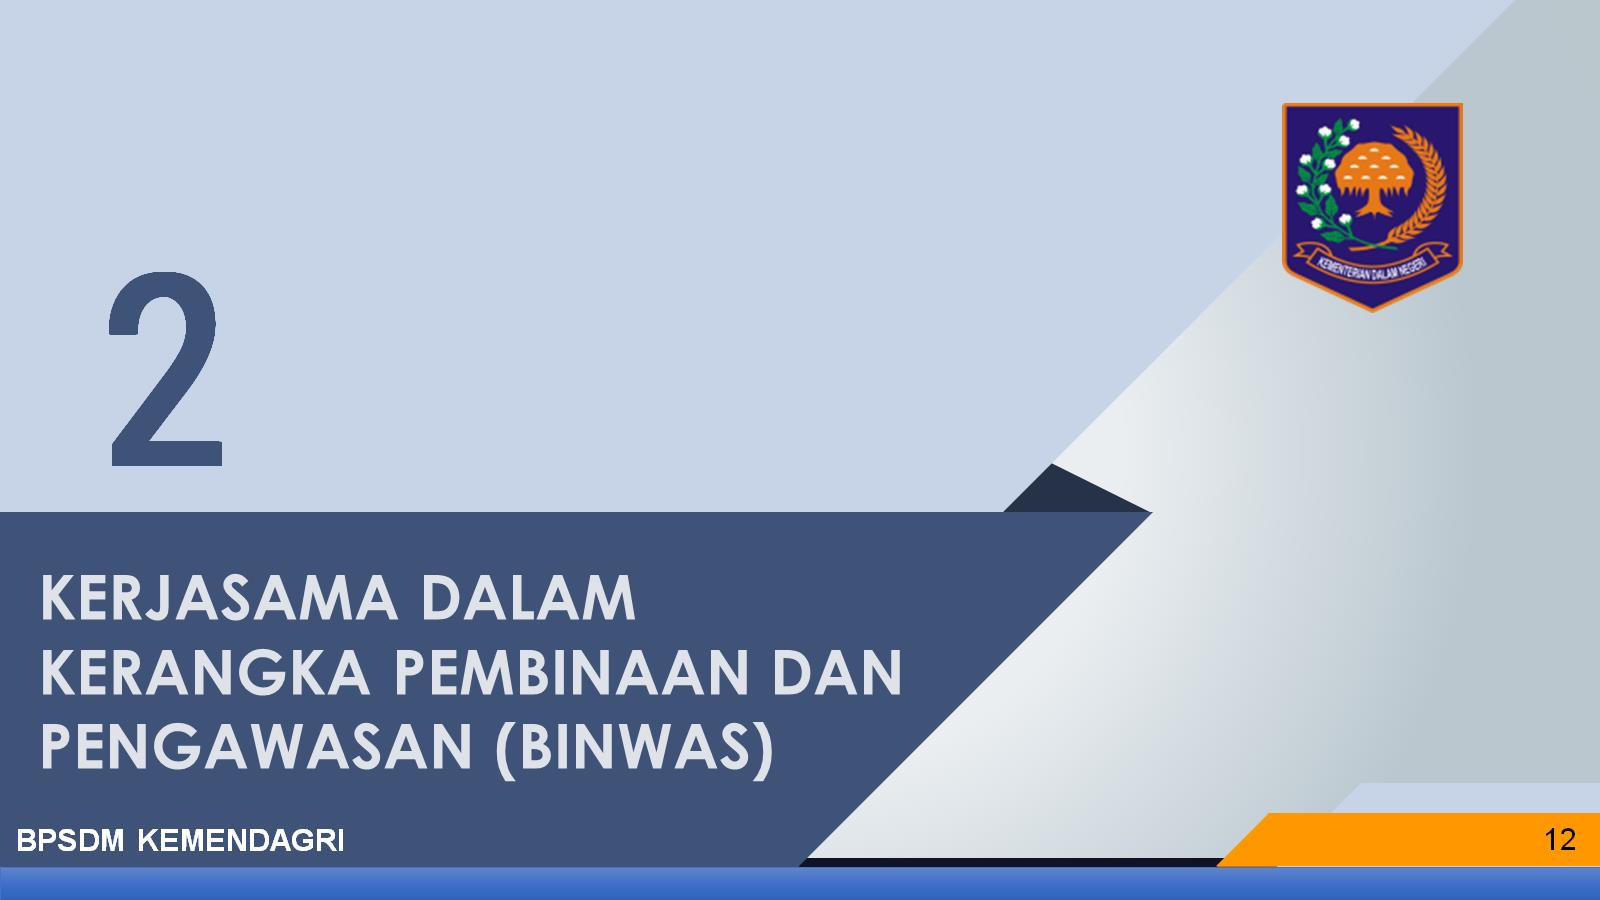 KEMENTERIAN DALAM NEGERI
2
KERJASAMA DALAM
KERANGKA PEMBINAAN DAN
PENGAWASAN (BINWAS)
BPSDM KEMENDAGRI
12